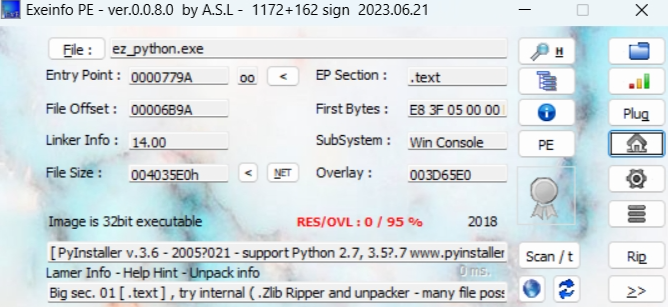 Exeinfo PE - ver.0.0.8.0 by A.S.L - 1172+162 sign 2023.06.21
File : ez_python.exe H
Entry Point : 0000779A oo < EP Section : .text
File Offset : 00006B9A First Bytes : E8 3F 05 00 00 Plug
Linker Info : 14.00 SubSystem : Win Console PE
File Size : 004035E0h < NET Overlay : 003D65E0
Image is 32bit executable RES/OVL : 0 / 95 % 2018
[ PyInstaller v.3.6 - 2005?021 - support Python 2.7, 3.5?.7 www.pyinstaller Scan / t Rip
Lamer Info - Help Hint - Unpack info 0 ms.
Big sec. 01 [ .text ] , try internal ( .Zlib Ripper and unpacker - many file poss >>